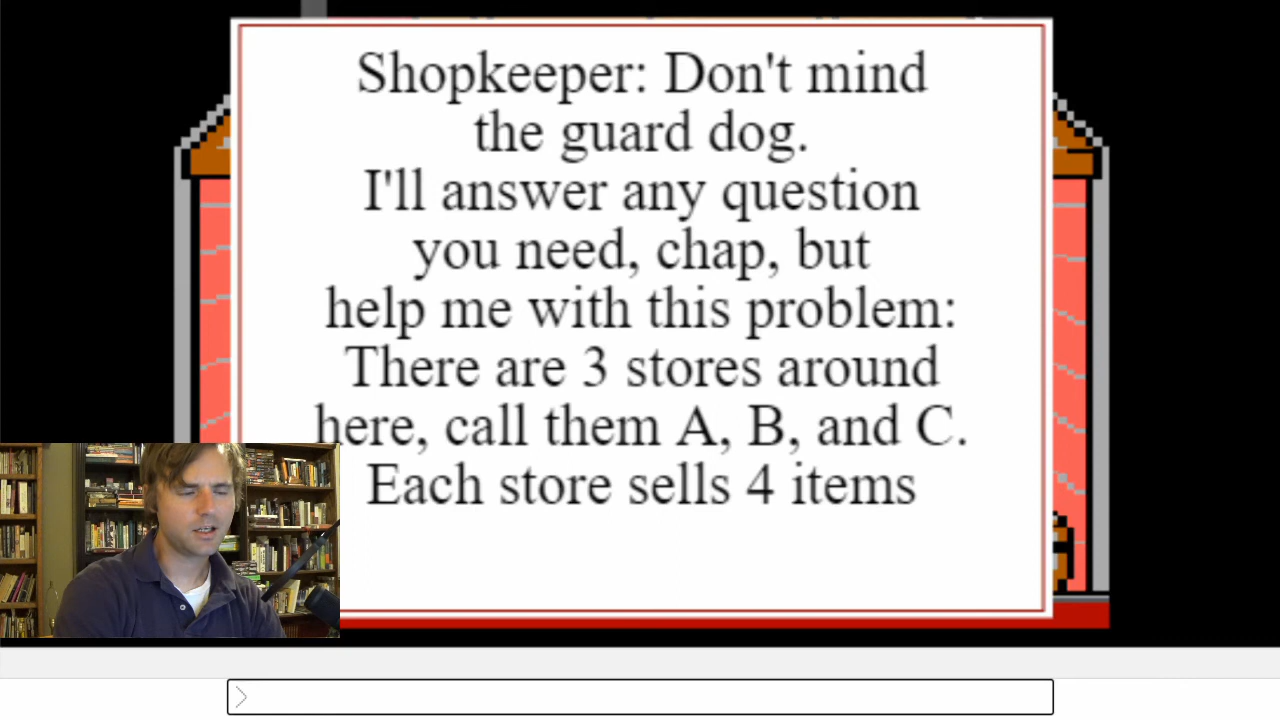 Shopkeeper: Don't mind
the guard dog.
I'll answer any question
you need, chap, but
help me with this problem:
There are 3 stores around
here, call them A, B, and C.
Each store sells 4 items